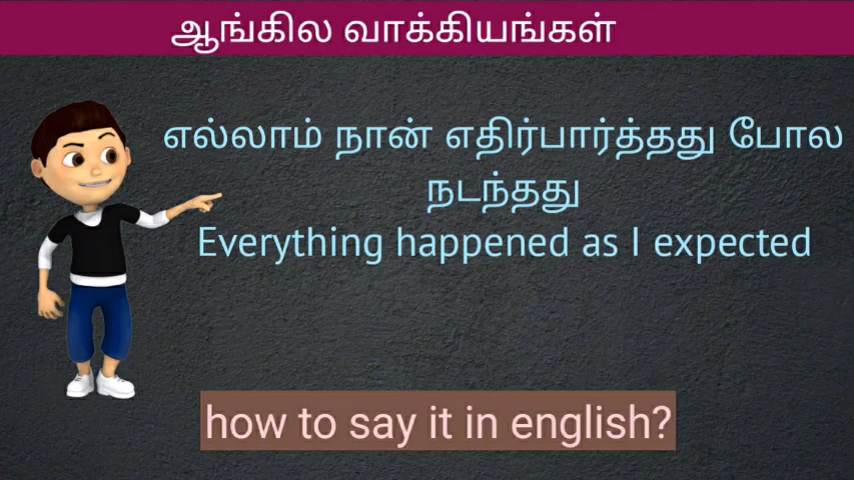 ஆங்கில வாக்கியங்கள்
எல்லாம் நான் எதிர்பார்த்தது போல
நடந்தது
Everything happened as I expected
how to say it in english?